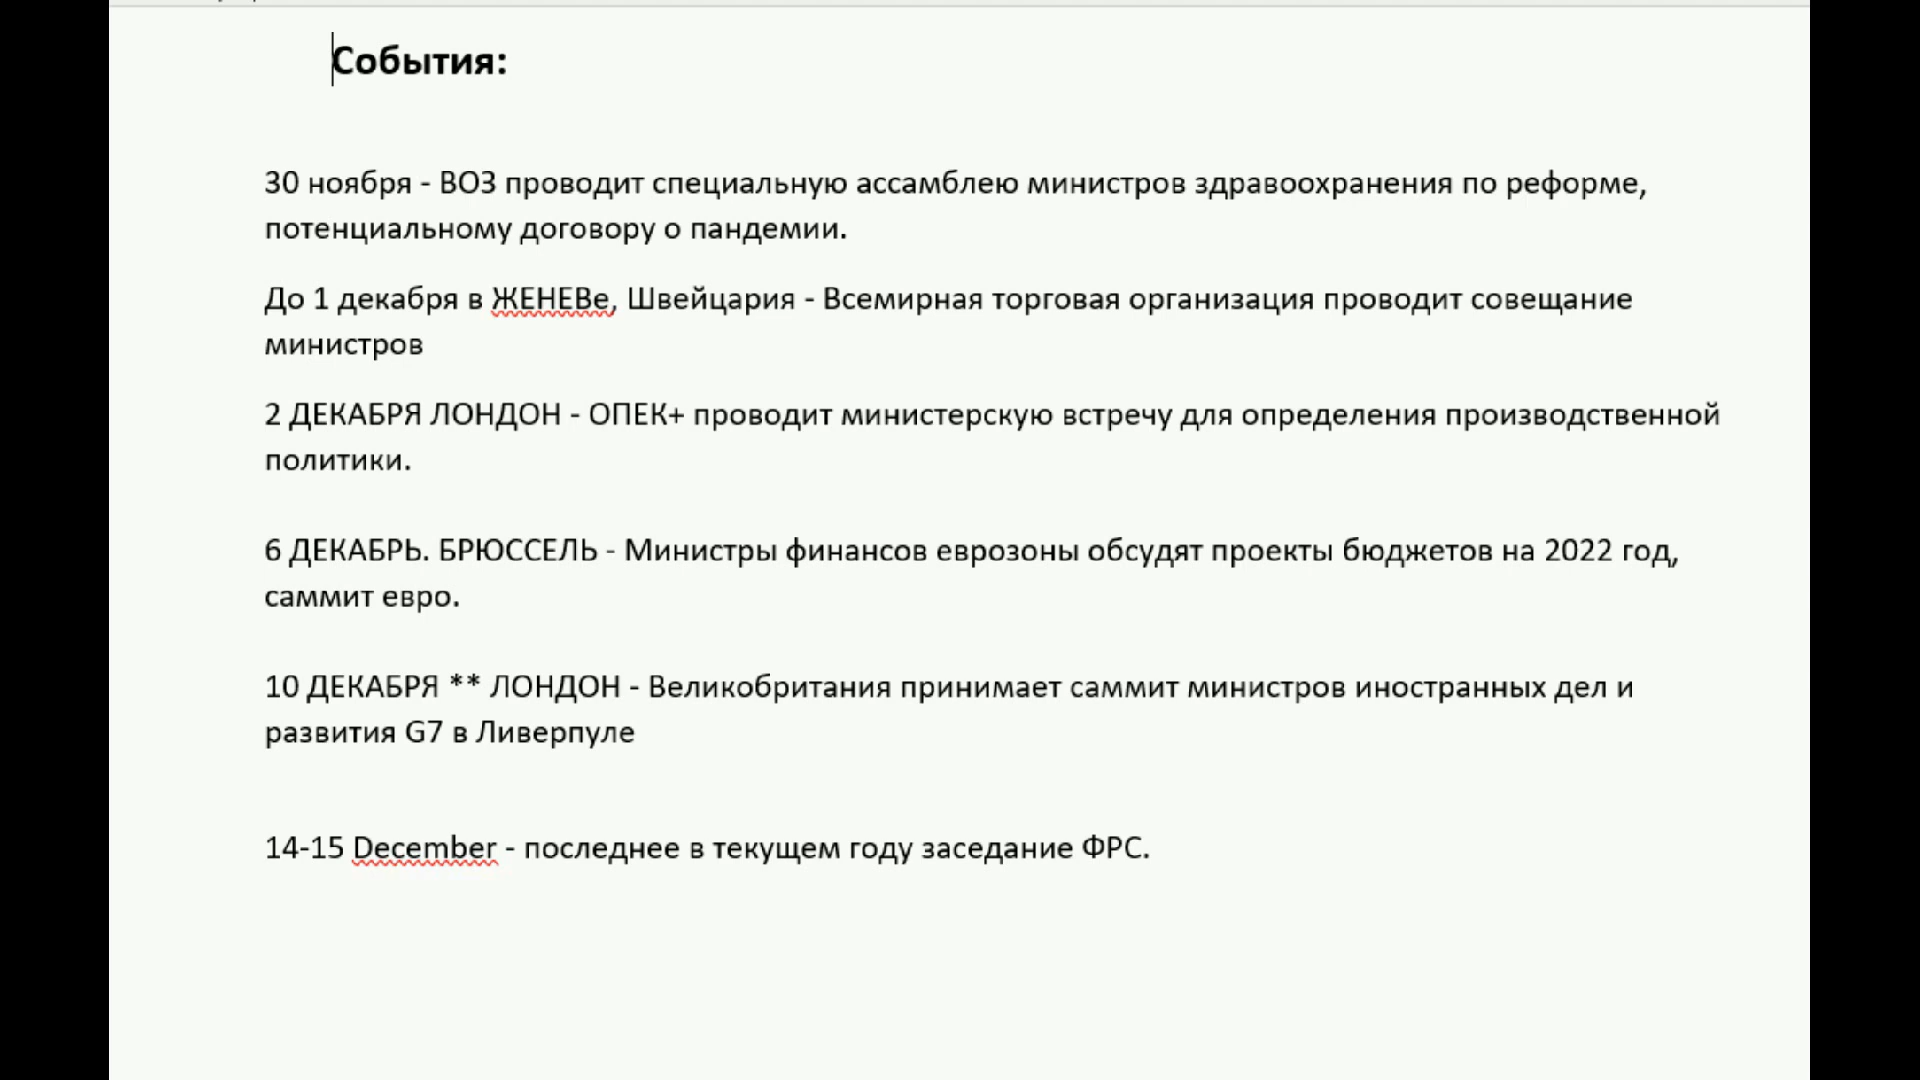 События:
30 ноября - ВОЗ проводит специальную ассамблею министров здравоохранения по реформе,
потенциальному договору о пандемии.
До 1 декабря в ЖЕНЕВе, Швейцария - Всемирная торговая организация проводит совещание
министров
2 ДЕКАБРЯ ЛОНДОН - ОПЕК+ проводит министерскую встречу для определения производственной
политики.
6 ДЕКАБРЬ. БРЮССЕЛЬ - Министры финансов еврозоны обсудят проекты бюджетов на 2022 год,
саммит евро.
10 ДЕКАБРЯ ** ЛОНДОН - Великобритания принимает саммит министров иностранных дел и
развития G7 в Ливерпуле
14-15 December - последнее в текущем году заседание ФРС.